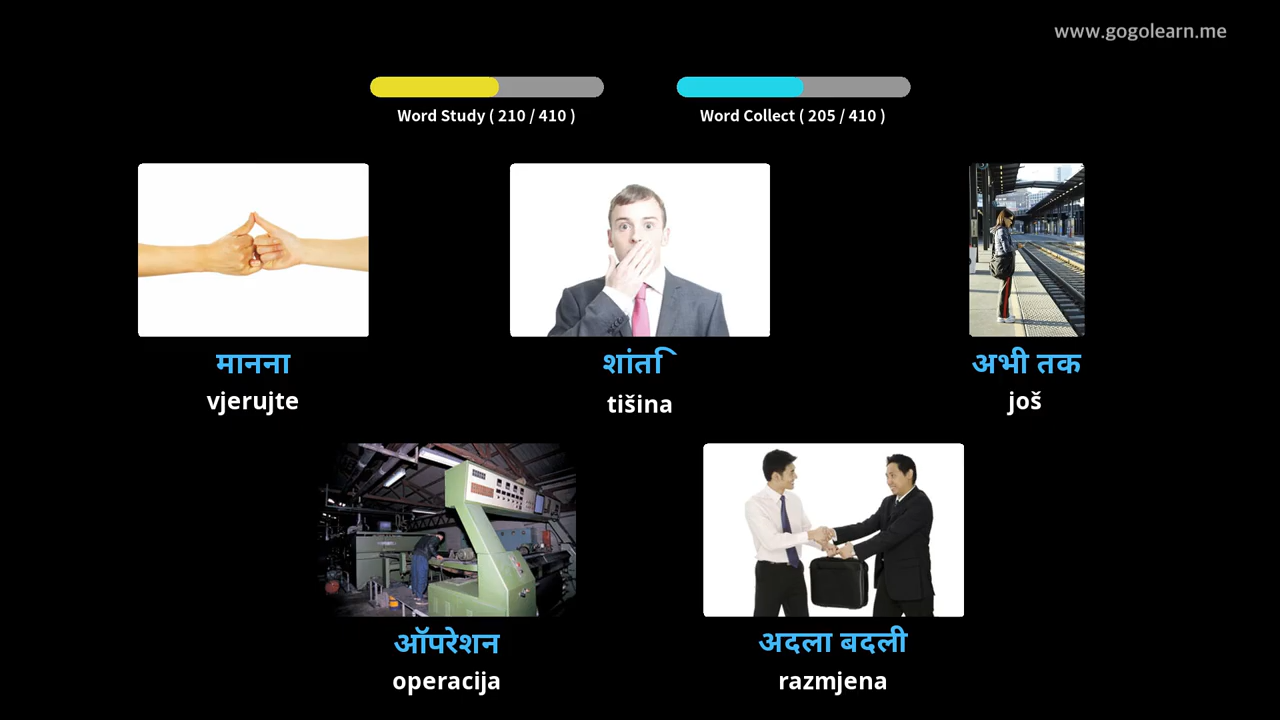 www.gogolearn.me
Word Study ( 210 / 410 )
Word Collect ( 205 / 410 )
मानना
शांति
अभी तक
vjerujte
tišina
još
ऑपरेशन
अदला बदली
operacija
razmjena